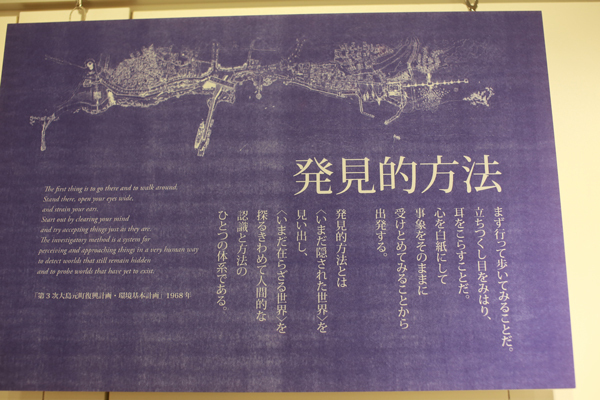 発見的方法
まず行って歩いてみることだ。
立ちつくし目をみはり、
耳をこらすことだ。
心を白紙にして
事象をそのままに
受けとめてみることから
出発する。
発見的方法とは
〈いまだ隠された世界〉を
見い出し、
〈いまだ在らざる世界〉を
探るきわめて人間的な
認識と方法の
ひとつの体系である。
The first thing is to go there and to walk around.
Stand there, open your eyes wide,
and strain your ears.
Start out by clearing your mind
and try accepting things just as they are.
The investigatory method is a system for
perceiving and approaching things in a very human way
to detect worlds that still remain hidden
and to probe worlds that have yet to exist.
「第3次大島元町復興計画・環境基本計画」1968年